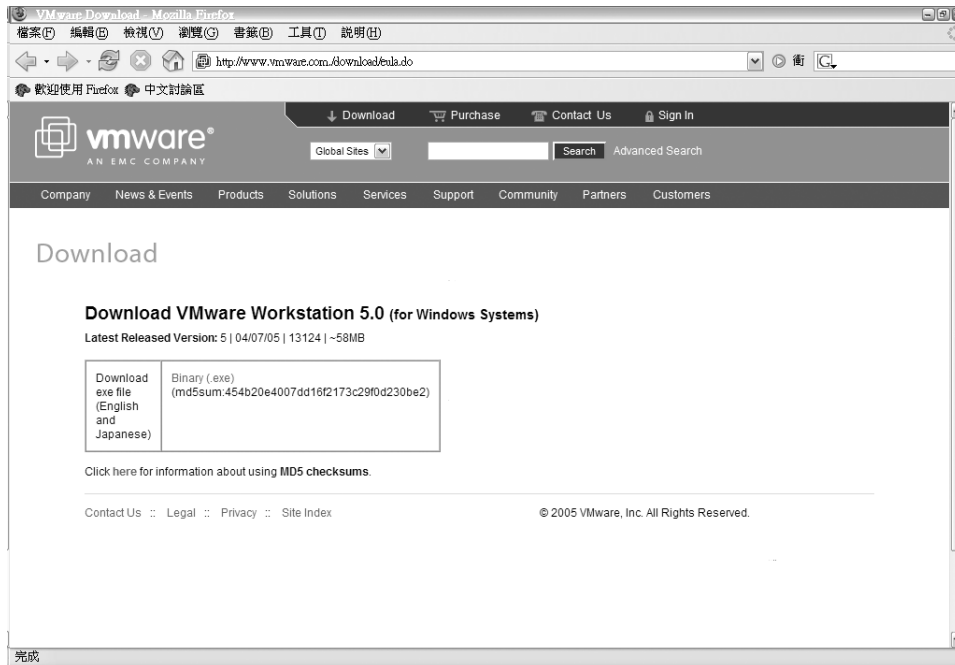 VMware Download - Mozilla Firefox
檔案(F) 編輯(E) 檢視(V) 瀏覽(G) 書籤(B) 工具(T) 說明(H)
http://www.vmware.com./download/eula.do 衝 G
歡迎使用 Firefox 中文討論區
Download Purchase Contact Us Sign In
vmware®
AN EMC COMPANY
Global Sites Search Advanced Search
Company News & Events Products Solutions Services Support Community Partners Customers
Download
Download VMware Workstation 5.0 (for Windows Systems)
Latest Released Version: 5 | 04/07/05 | 13124 | ~58MB
Download exe file (English and Japanese)
Binary (.exe)
(md5sum:454b20e4007dd16f2173c29f0d230be2)
Click here for information about using MD5 checksums.
Contact Us :: Legal :: Privacy :: Site Index © 2005 VMware, Inc. All Rights Reserved.
完成